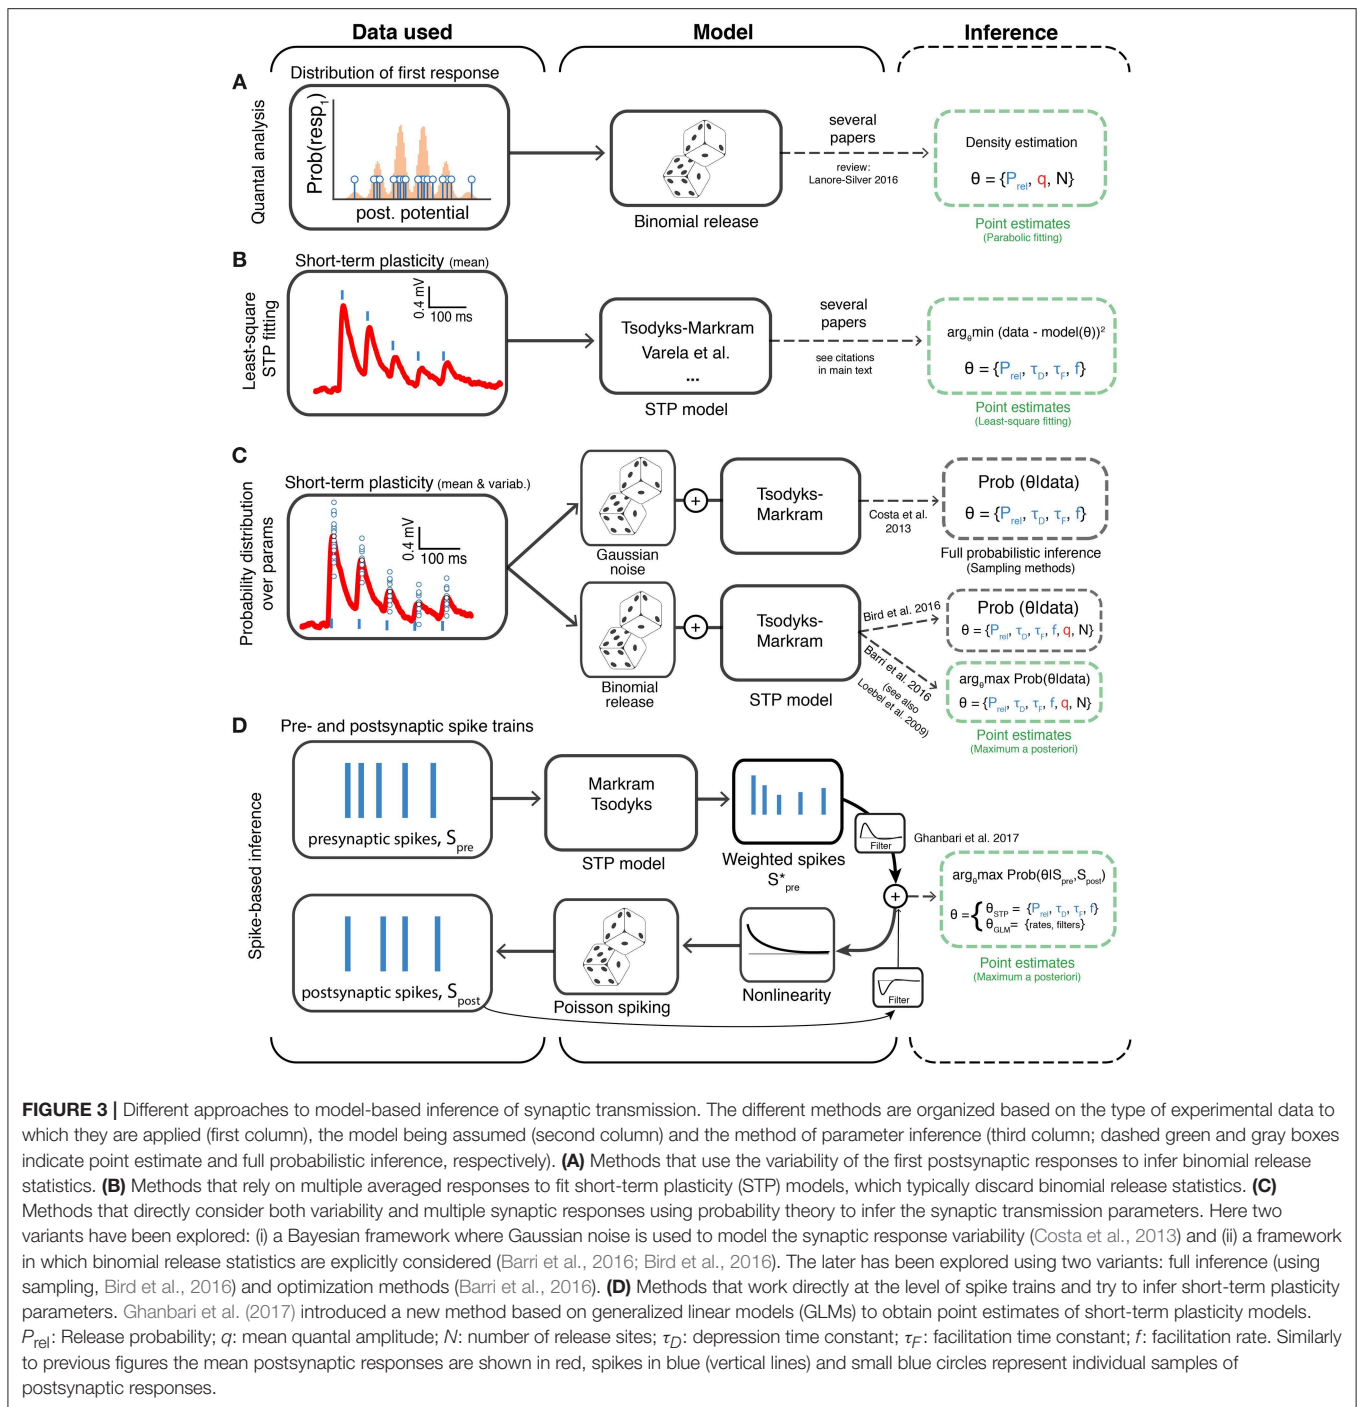 Data used
Model
Inference
A
Quantal analysis
Distribution of first response
Prob(resp1)
post. potential
Binomial release
several
papers
review:
Lanore-Silver 2016
Density estimation
θ = {Prel, q, N}
Point estimates
(Parabolic fitting)
B
Least-square
STP fitting
Short-term plasticity (mean)
0.4 mV
100 ms
Tsodyks-Markram
Varela et al.
...
STP model
several
papers
see citations
in main text
argθmin (data - model(θ))²
θ = {Prel, τD, τF, f}
Point estimates
(Least-square fitting)
C
Probability distribution
over params
Short-term plasticity (mean & variab.)
0.4 mV
100 ms
Gaussian
noise
+
Tsodyks-
Markram
Costa et al.
2013
Prob (θ|data)
θ = {Prel, τD, τF, f}
Full probabilistic inference
(Sampling methods)
Binomial
release
+
Tsodyks-
Markram
STP model
Bird et al. 2016
Prob (θ|data)
θ = {Prel, τD, τF, f, q, N}
Barri et al. 2016
(see also
Loebel et al. 2009)
argθmax Prob(θ|data)
θ = {Prel, τD, τF, f, q, N}
Point estimates
(Maximum a posteriori)
D
Spike-based inference
Pre- and postsynaptic spike trains
presynaptic spikes, Spre
Markram
Tsodyks
STP model
Weighted spikes
S*pre
Filter
Ghanbari et al. 2017
+
argθmax Prob(θ|Spre,Spost)
θ = { θSTP = {Prel, τD, τF, f}
θGLM= {rates, filters}
Point estimates
(Maximum a posteriori)
postsynaptic spikes, Spost
Poisson spiking
Nonlinearity
Filter
FIGURE 3 | Different approaches to model-based inference of synaptic transmission. The different methods are organized based on the type of experimental data to
which they are applied (first column), the model being assumed (second column) and the method of parameter inference (third column; dashed green and gray boxes
indicate point estimate and full probabilistic inference, respectively). (A) Methods that use the variability of the first postsynaptic responses to infer binomial release
statistics. (B) Methods that rely on multiple averaged responses to fit short-term plasticity (STP) models, which typically discard binomial release statistics. (C)
Methods that directly consider both variability and multiple synaptic responses using probability theory to infer the synaptic transmission parameters. Here two
variants have been explored: (i) a Bayesian framework where Gaussian noise is used to model the synaptic response variability (Costa et al., 2013) and (ii) a framework
in which binomial release statistics are explicitly considered (Barri et al., 2016; Bird et al., 2016). The later has been explored using two variants: full inference (using
sampling, Bird et al., 2016) and optimization methods (Barri et al., 2016). (D) Methods that work directly at the level of spike trains and try to infer short-term plasticity
parameters. Ghanbari et al. (2017) introduced a new method based on generalized linear models (GLMs) to obtain point estimates of short-term plasticity models.
Prel: Release probability; q: mean quantal amplitude; N: number of release sites; τD: depression time constant; τF: facilitation time constant; f: facilitation rate. Similarly
to previous figures the mean postsynaptic responses are shown in red, spikes in blue (vertical lines) and small blue circles represent individual samples of
postsynaptic responses.